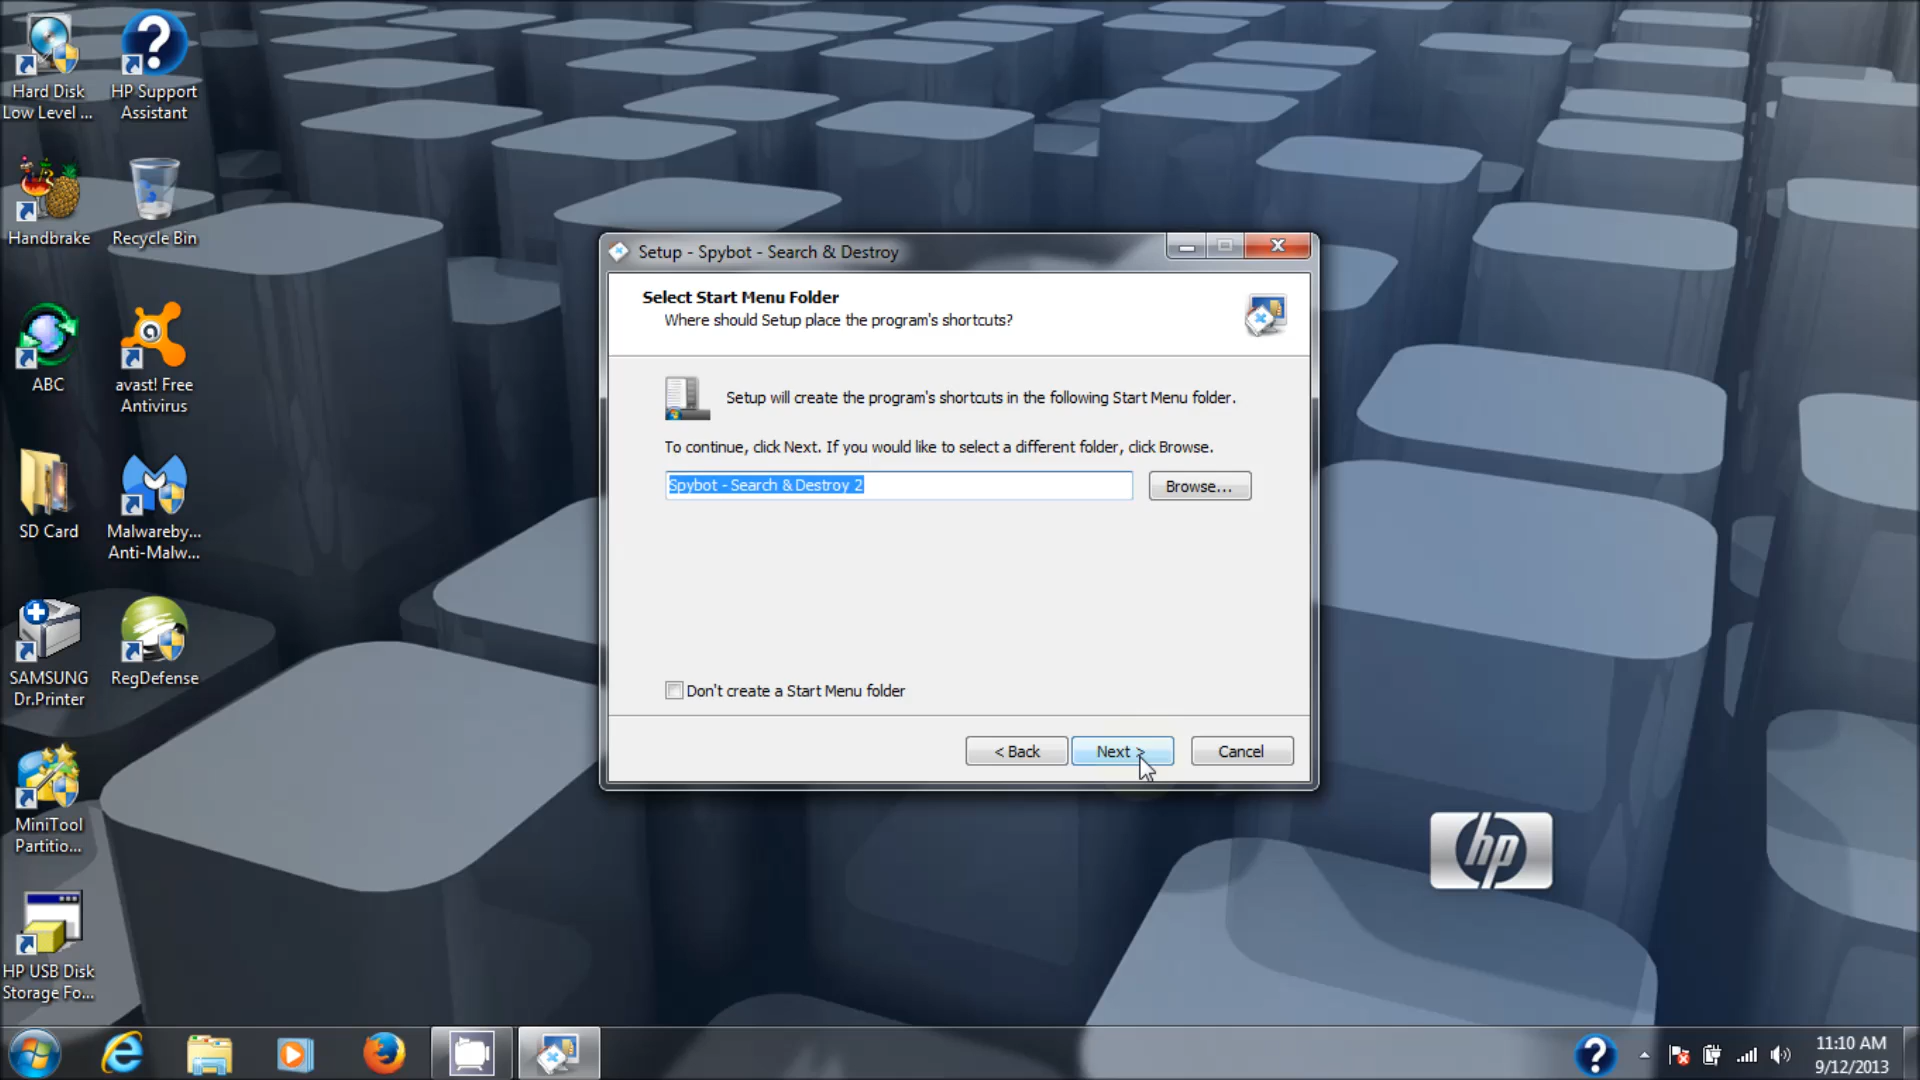 Hard Disk
Low Level ...
HP Support
Assistant
Handbrake
Recycle Bin
ABC
avast! Free
Antivirus
SD Card
Malwareby...
Anti-Malw...
SAMSUNG
Dr.Printer
RegDefense
MiniTool
Partitio...
HP USB Disk
Storage Fo...
Setup - Spybot - Search & Destroy
Select Start Menu Folder
Where should Setup place the program's shortcuts?
Setup will create the program's shortcuts in the following Start Menu folder.
To continue, click Next. If you would like to select a different folder, click Browse.
Spybot - Search & Destroy 2
Browse...
Don't create a Start Menu folder
< Back
Next >
Cancel
hp
11:10 AM
9/12/2013